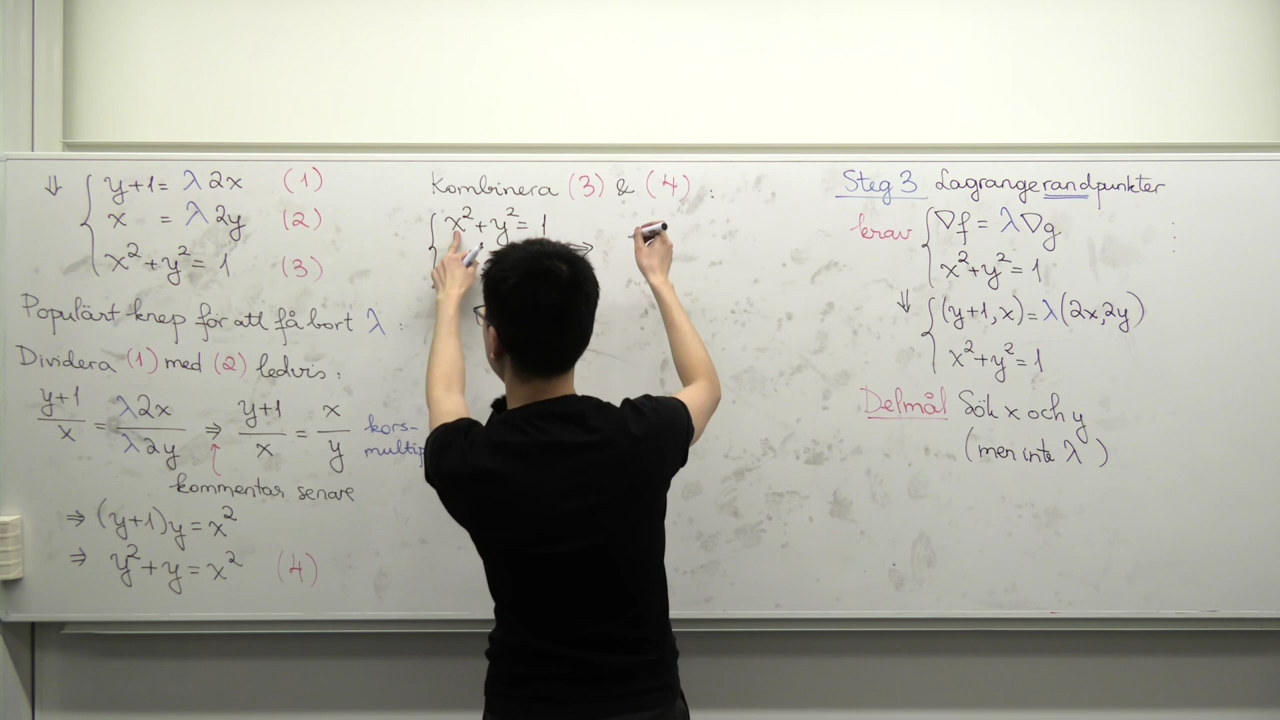 ⇓ { y+1 = λ2x (1)
x = λ2y (2)
x²+y² = 1 (3)
Populärt knep för att få bort λ :
Dividera (1) med (2) ledvis :
(y+1)/x = λ2x/λ2y ⇒ (y+1)/x = x/y kors-
kommentar senare
⇒ (y+1)y = x²
⇒ y²+y = x² (4)
Kombinera (3) & (4) :
{ x²+y² = 1
⇒
Steg 3 Lagrangerandpunkter
krav { ∇f = λ∇g
x²+y² = 1
⇓ { (y+1, x) = λ(2x, 2y)
x²+y² = 1
Delmål Sök x och y
(men inte λ)